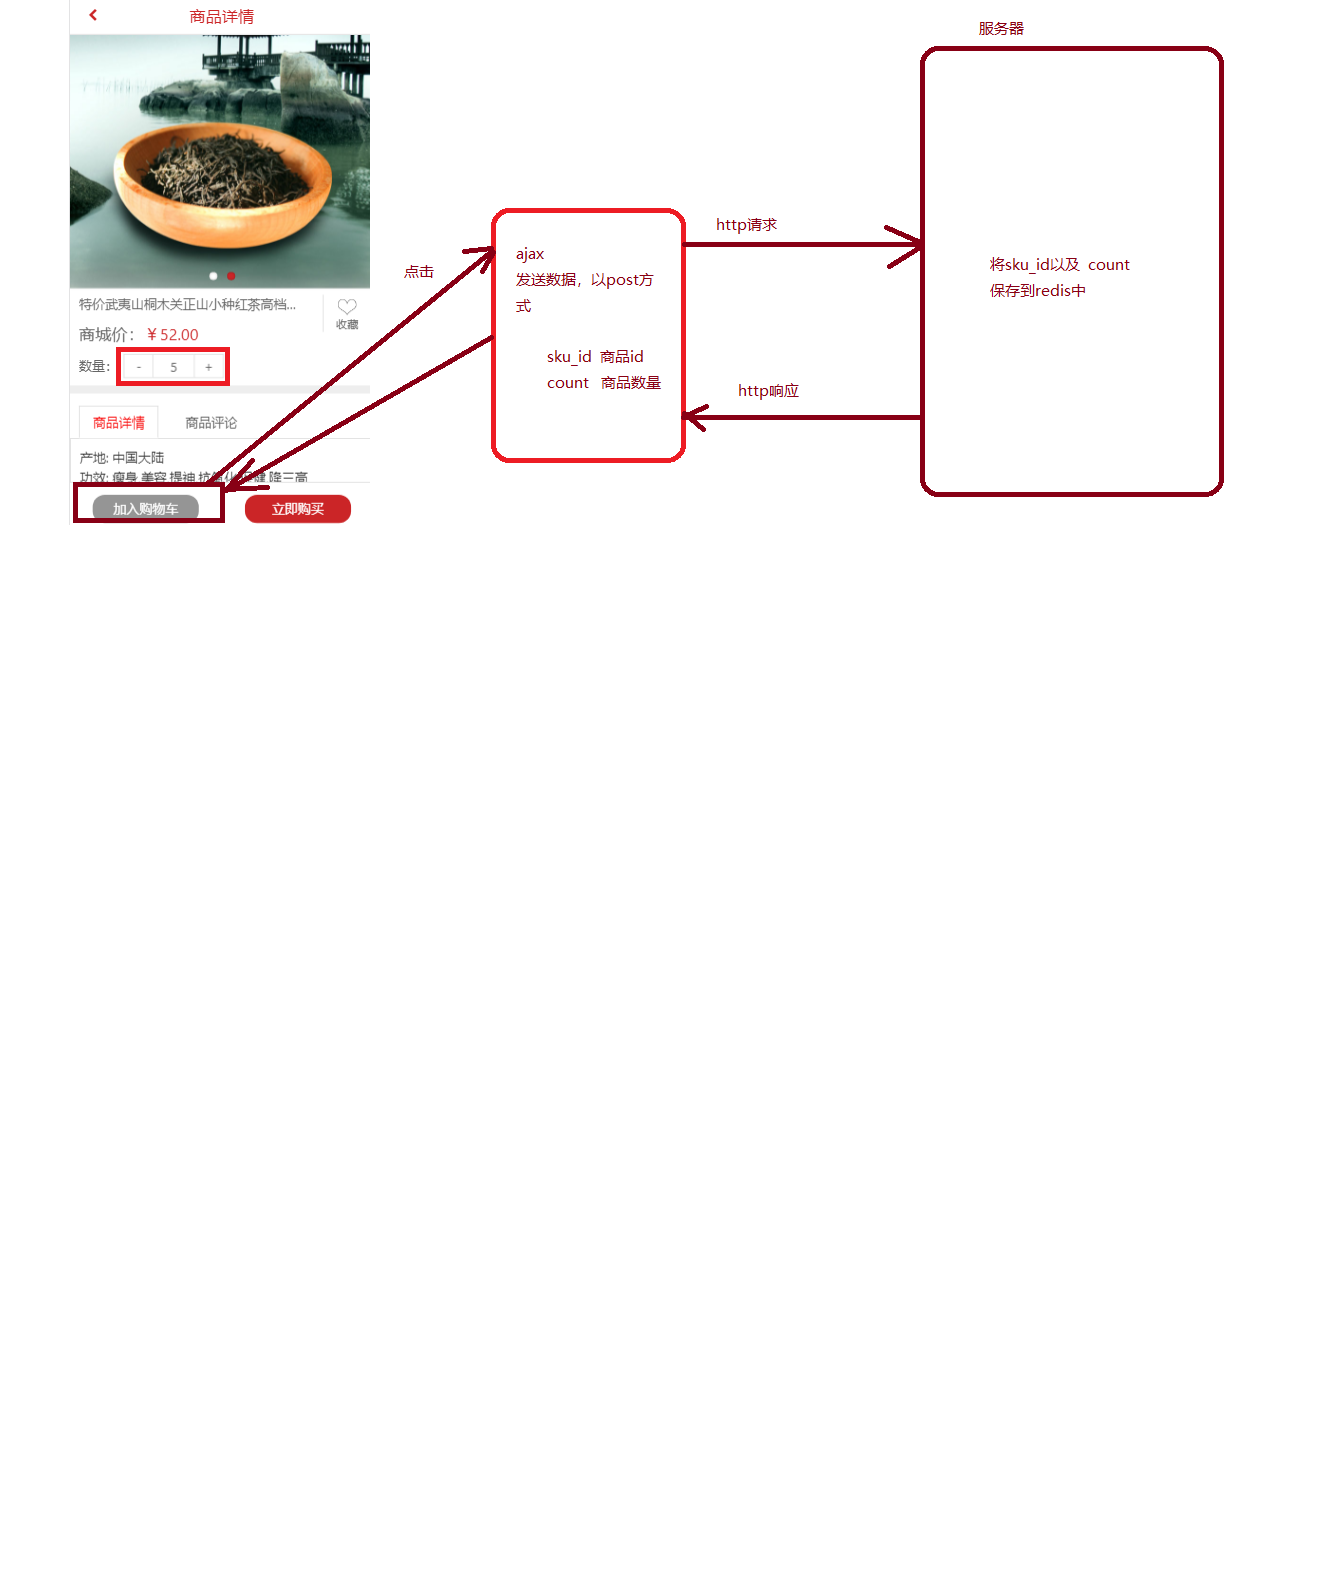 商品详情
特价武夷山桐木关正山小种红茶高档...
收藏
商城价：￥52.00
数量： - 5 +
商品详情 商品评论
产地: 中国大陆
功效: 瘦身 美容 提神 保健 降三高
加入购物车 立即购买
点击
ajax
发送数据，以post方
式
sku_id 商品id
count 商品数量
http请求
http响应
服务器
将sku_id以及 count
保存到redis中